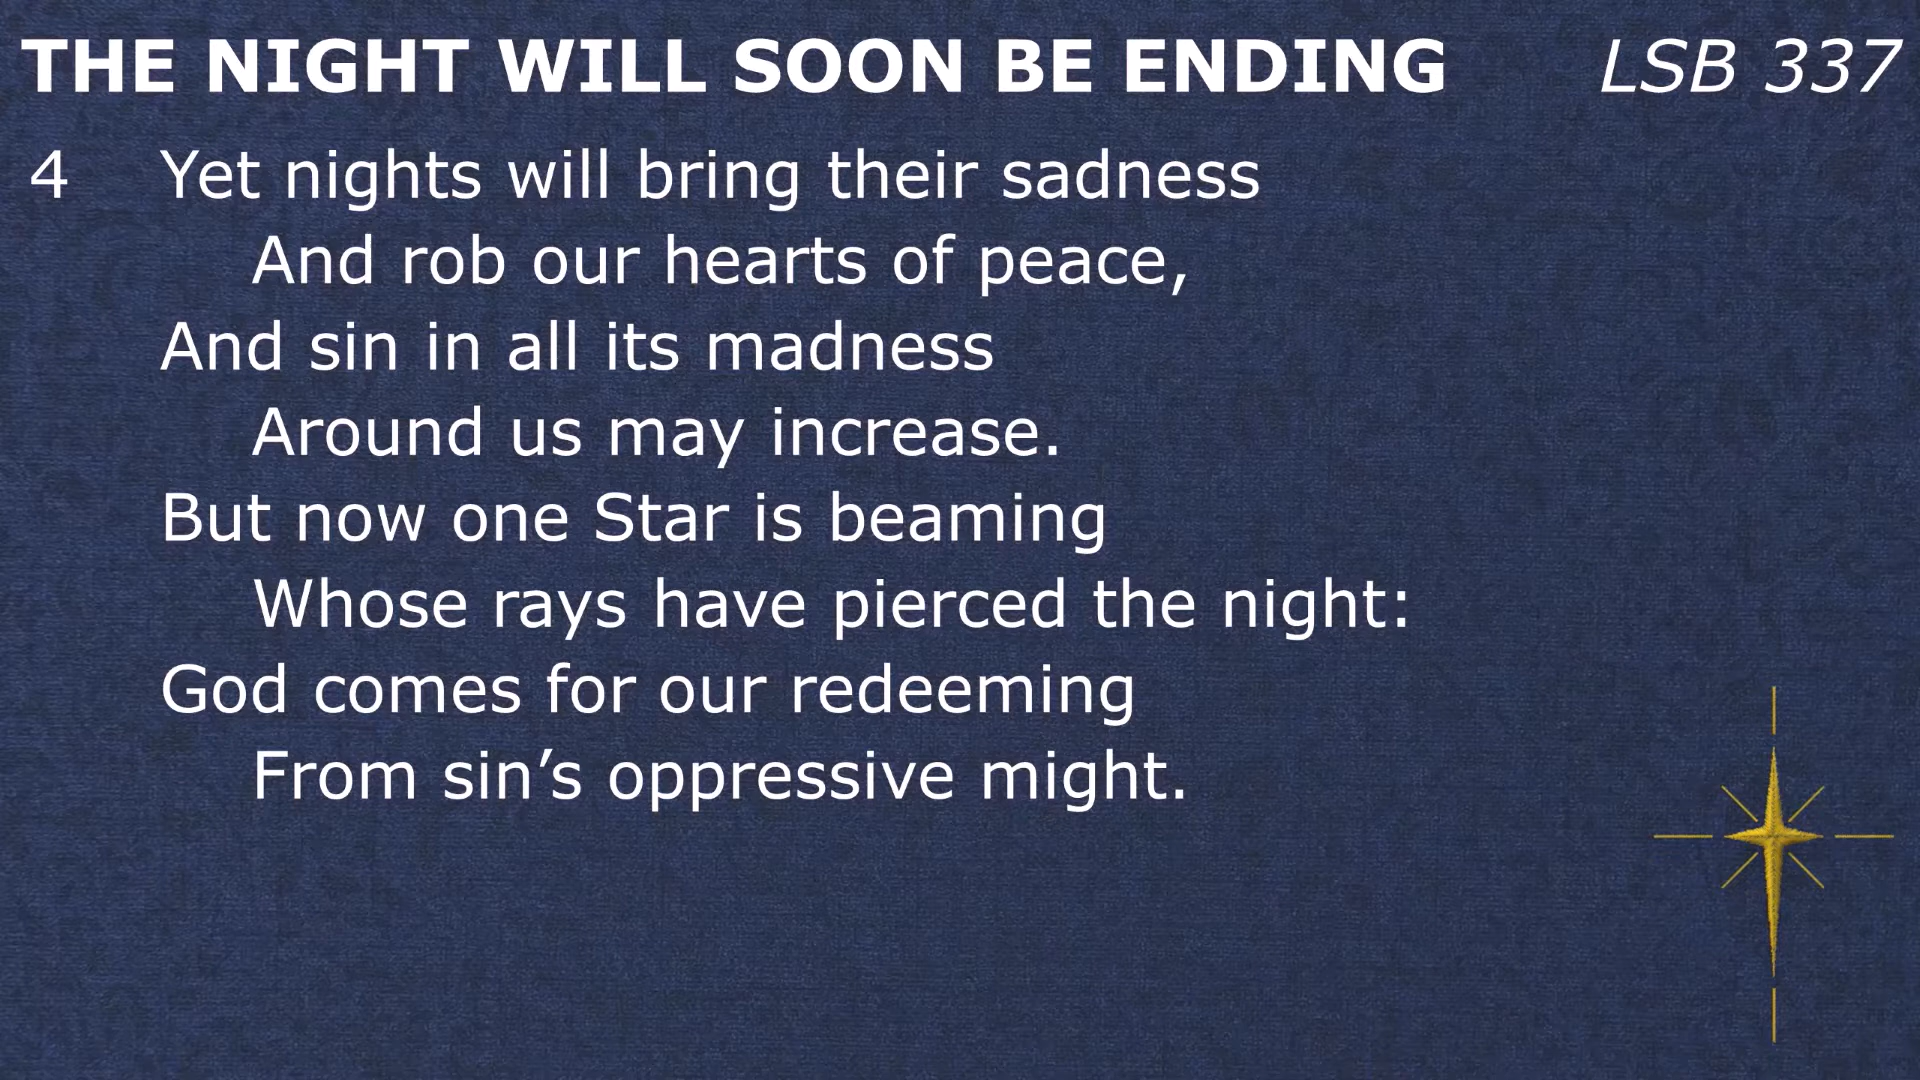 THE NIGHT WILL SOON BE ENDING LSB 337
4 Yet nights will bring their sadness
And rob our hearts of peace,
And sin in all its madness
Around us may increase.
But now one Star is beaming
Whose rays have pierced the night:
God comes for our redeeming
From sin’s oppressive might.